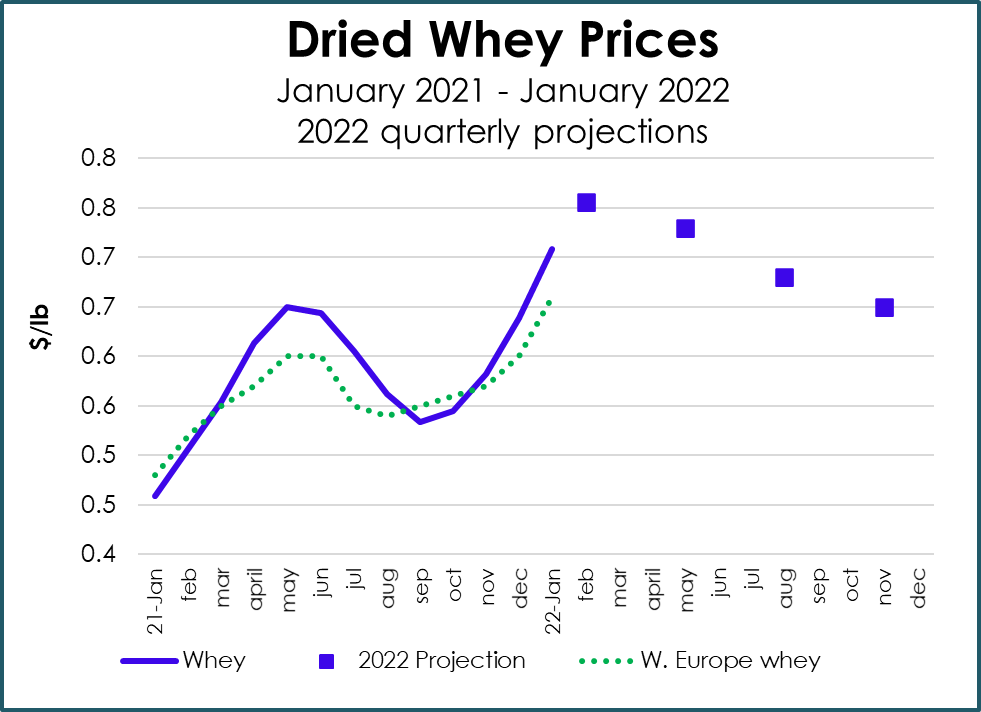 Dried Whey Prices
January 2021 - January 2022
2022 quarterly projections
0.8
0.8
0.7
0.7
0.6
0.6
0.5
0.5
0.4
$/lb
21-Jan feb mar april may jun jul aug sep oct nov dec 22-Jan feb mar april may jun jul aug sep oct nov dec
Whey 2022 Projection W. Europe whey